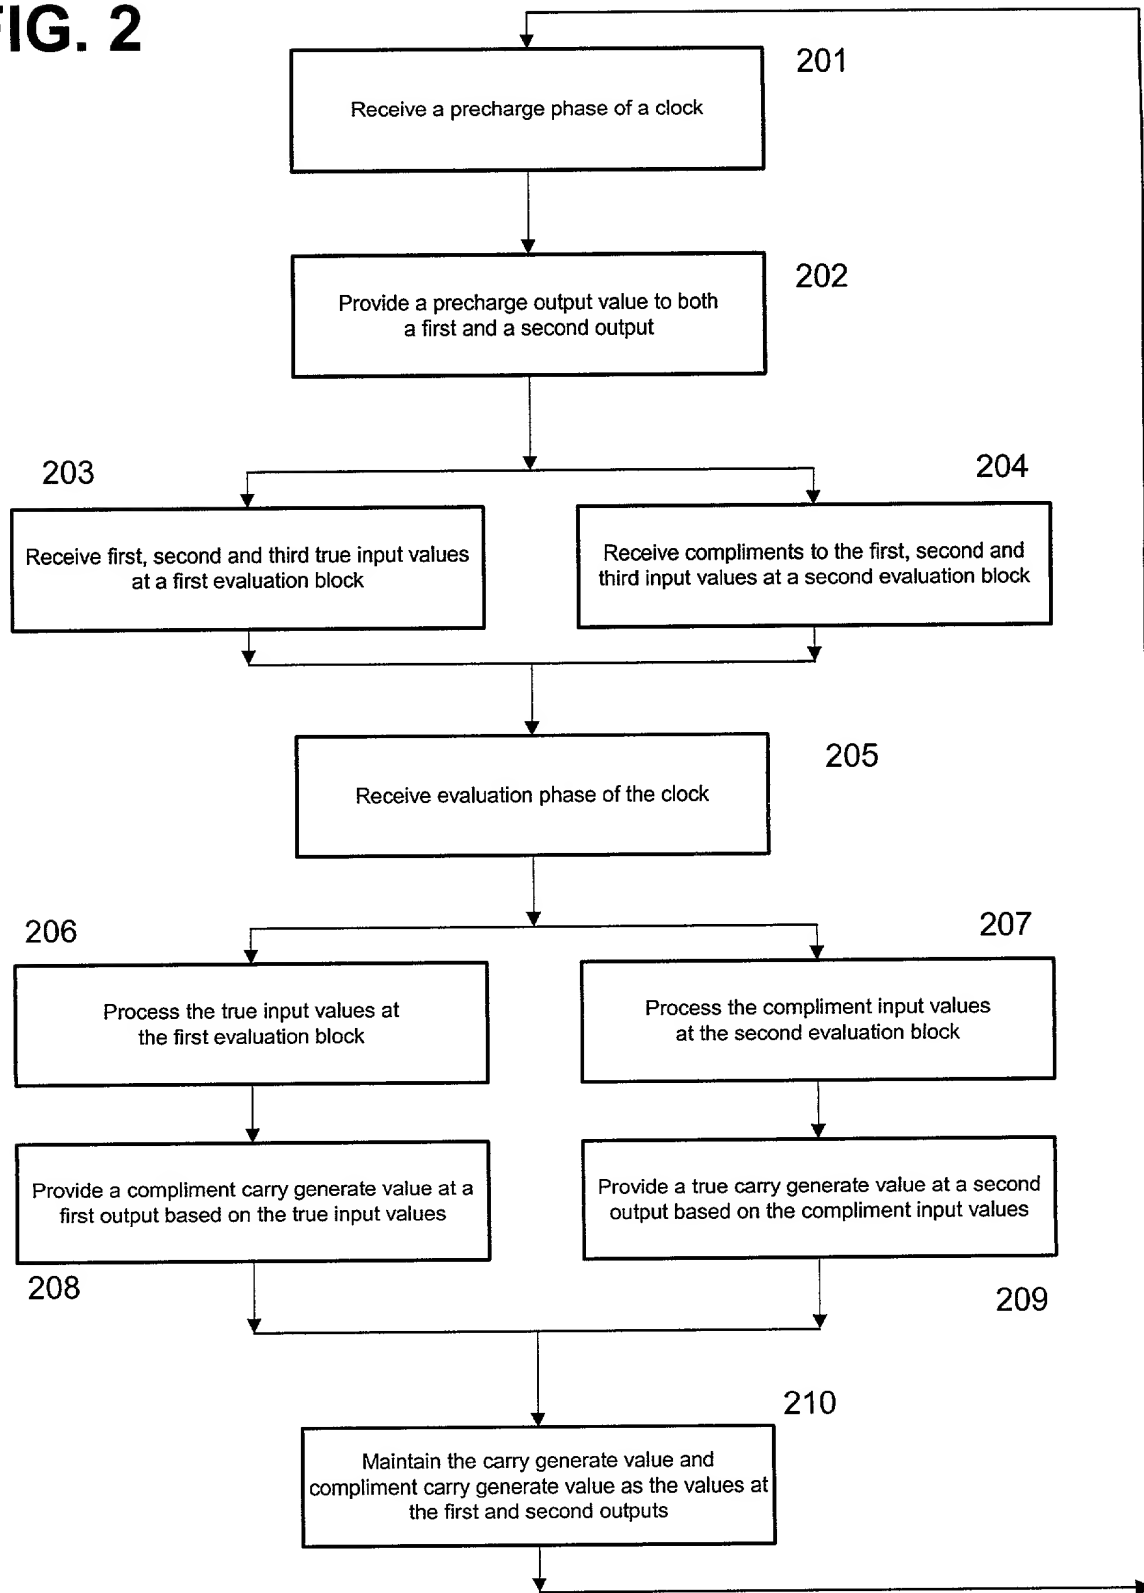 FIG. 2
201
Receive a precharge phase of a clock
202
Provide a precharge output value to both
a first and a second output
203
204
Receive first, second and third true input values
at a first evaluation block
Receive compliments to the first, second and
third input values at a second evaluation block
205
Receive evaluation phase of the clock
206
207
Process the true input values at
the first evaluation block
Process the compliment input values
at the second evaluation block
Provide a compliment carry generate value at a
first output based on the true input values
Provide a true carry generate value at a second
output based on the compliment input values
208
209
210
Maintain the carry generate value and
compliment carry generate value as the values at
the first and second outputs